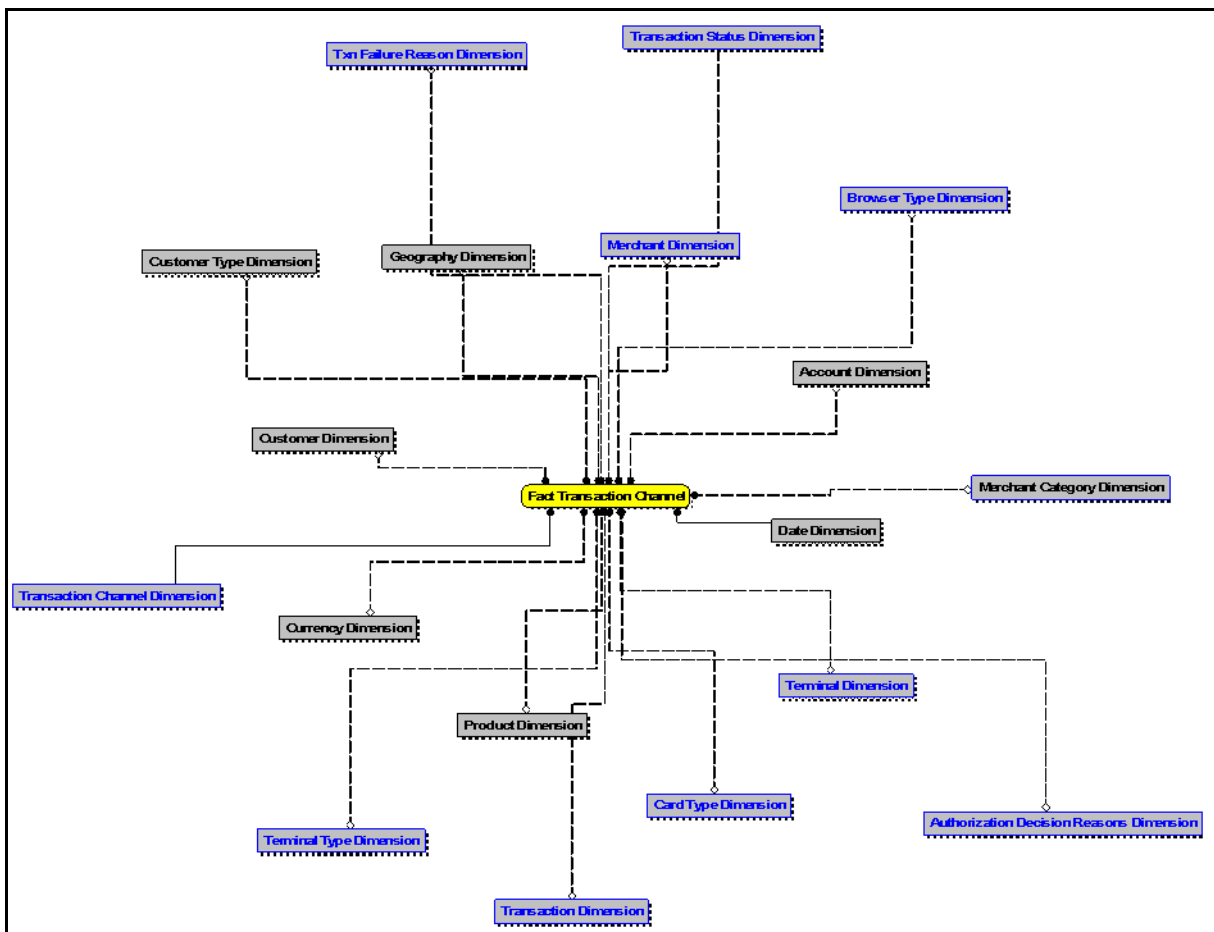 Transaction Status Dimension
Txn Failure Reason Dimension
Browser Type Dimension
Merchant Dimension
Geography Dimension
Customer Type Dimension
Account Dimension
Customer Dimension
Merchant Category Dimension
Fact Transaction Channel
Date Dimension
Transaction Channel Dimension
Currency Dimension
Terminal Dimension
Product Dimension
Card Type Dimension
Authorization Decision Reasons Dimension
Terminal Type Dimension
Transaction Dimension